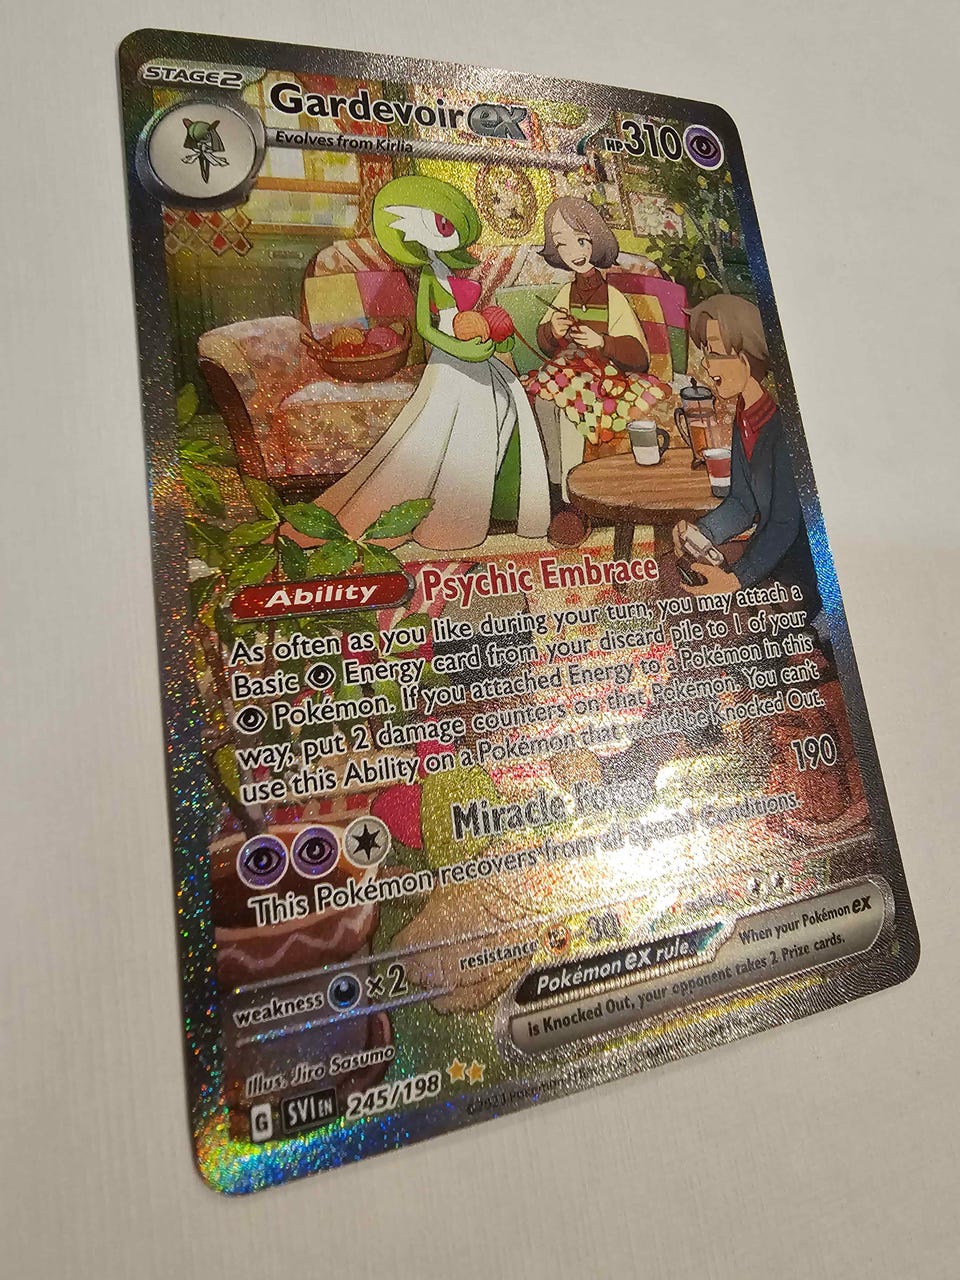 STAGE2
Gardevoir ex
HP 310
Evolves from Kirlia
Ability Psychic Embrace
As often as you like during your turn, you may attach a
Basic Energy card from your discard pile to 1 of your
Pokémon. If you attached Energy to a Pokémon in this
way, put 2 damage counters on that Pokémon. You can't
use this Ability on a Pokémon that would be Knocked Out.
Miracle 190
This Pokémon recovers from all Special Conditions.
weakness ×2 resistance -30
Pokémon ex rule When your Pokémon ex
is Knocked Out, your opponent takes 2 Prize cards.
Illus. Jiro Sasumo
G SVI EN 245/198